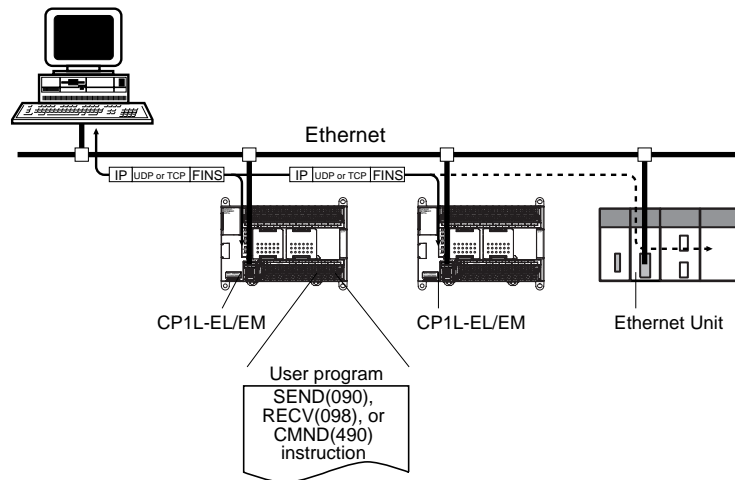 Ethernet
IP UDP or TCP FINS
IP UDP or TCP FINS
CP1L-EL/EM
CP1L-EL/EM
Ethernet Unit
User program
SEND(090),
RECV(098), or
CMND(490)
instruction